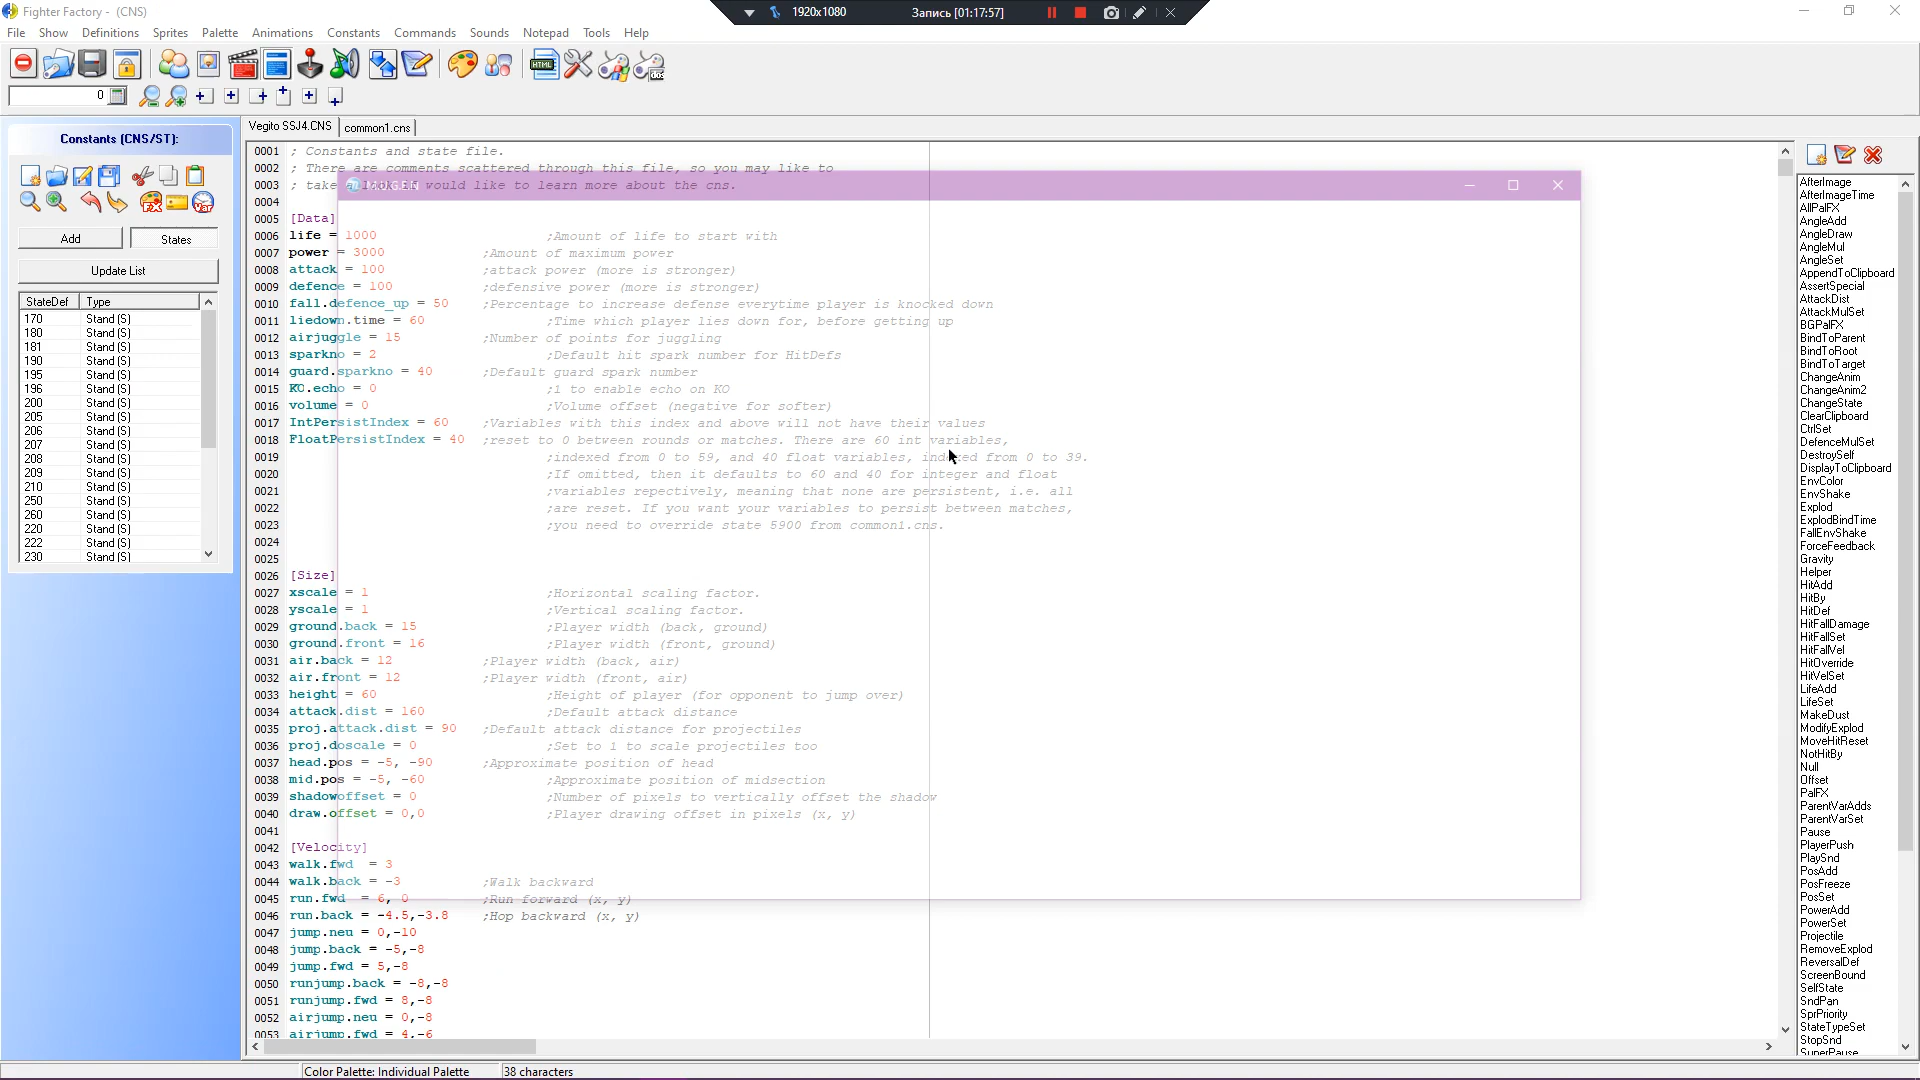 Fighter Factory - (CNS)
1920x1080
Запись [01:17:57]
File Show Definitions Sprites Palette Animations Constants Commands Sounds Notepad Tools Help
HTML
dos
0
Vegito SSJ4.CNS
common1.cns
Constants (CNS/ST):
FX
Var
Add
States
Update List
StateDef Type
170 Stand (S)
180 Stand (S)
181 Stand (S)
190 Stand (S)
195 Stand (S)
196 Stand (S)
200 Stand (S)
205 Stand (S)
206 Stand (S)
207 Stand (S)
208 Stand (S)
209 Stand (S)
210 Stand (S)
250 Stand (S)
260 Stand (S)
220 Stand (S)
222 Stand (S)
230 Stand (S)
0001 ; Constants and state file.
0002 ; There are comments scattered through this file, so you may like to
0003 ; take would like to learn more about the cns.
0004
0005 [Data]
0006 life = 1000 ;Amount of life to start with
0007 power = 3000 ;Amount of maximum power
0008 attack = 100 ;attack power (more is stronger)
0009 defence = 100 ;defensive power (more is stronger)
0010 fall.defence_up = 50 ;Percentage to increase defense everytime player is knocked down
0011 liedown.time = 60 ;Time which player lies down for, before getting up
0012 airjuggle = 15 ;Number of points for juggling
0013 sparkno = 2 ;Default hit spark number for HitDefs
0014 guard.sparkno = 40 ;Default guard spark number
0015 KO.echo = 0 ;1 to enable echo on KO
0016 volume = 0 ;Volume offset (negative for softer)
0017 IntPersistIndex = 60 ;Variables with this index and above will not have their values
0018 FloatPersistIndex = 40 ;reset to 0 between rounds or matches. There are 60 int variables,
0019 ;indexed from 0 to 59, and 40 float variables, indexed from 0 to 39.
0020 ;If omitted, then it defaults to 60 and 40 for integer and float
0021 ;variables repectively, meaning that none are persistent, i.e. all
0022 ;are reset. If you want your variables to persist between matches,
0023 ;you need to override state 5900 from common1.cns.
0024
0025
0026 [Size]
0027 xscale = 1 ;Horizontal scaling factor.
0028 yscale = 1 ;Vertical scaling factor.
0029 ground.back = 15 ;Player width (back, ground)
0030 ground.front = 16 ;Player width (front, ground)
0031 air.back = 12 ;Player width (back, air)
0032 air.front = 12 ;Player width (front, air)
0033 height = 60 ;Height of player (for opponent to jump over)
0034 attack.dist = 160 ;Default attack distance
0035 proj.attack.dist = 90 ;Default attack distance for projectiles
0036 proj.doscale = 0 ;Set to 1 to scale projectiles too
0037 head.pos = -5, -90 ;Approximate position of head
0038 mid.pos = -5, -60 ;Approximate position of midsection
0039 shadowoffset = 0 ;Number of pixels to vertically offset the shadow
0040 draw.offset = 0,0 ;Player drawing offset in pixels (x, y)
0041
0042 [Velocity]
0043 walk.fwd = 3
0044 walk.back = -3 ;Walk backward
0045 run.fwd = 6, 0 ;Run forward (x, y)
0046 run.back = -4.5,-3.8 ;Hop backward (x, y)
0047 jump.neu = 0,-10
0048 jump.back = -5,-8
0049 jump.fwd = 5,-8
0050 runjump.back = -8,-8
0051 runjump.fwd = 8,-8
0052 airjump.neu = 0,-8
0053 airjump.fwd = 4,-6
AfterImage
AfterImageTime
AllPalFX
AngleAdd
AngleDraw
AngleMul
AngleSet
AppendToClipboard
AssertSpecial
AttackDist
AttackMulSet
BGPalFX
BindToParent
BindToRoot
BindToTarget
ChangeAnim
ChangeAnim2
ChangeState
ClearClipboard
CtrlSet
DefenceMulSet
DestroySelf
DisplayToClipboard
EnvColor
EnvShake
Explod
ExplodBindTime
FallEnvShake
ForceFeedback
Gravity
Helper
HitAdd
HitBy
HitDef
HitFallDamage
HitFallSet
HitFallVel
HitOverride
HitVelSet
LifeAdd
LifeSet
MakeDust
ModifyExplod
MoveHitReset
NotHitBy
Null
Offset
PalFX
ParentVarAdds
ParentVarSet
Pause
PlayerPush
PlaySnd
PosAdd
PosFreeze
PosSet
PowerAdd
PowerSet
Projectile
RemoveExplod
ReversalDef
ScreenBound
SelfState
SndPan
SprPriority
StateTypeSet
StopSnd
SuperPause
Color Palette: Individual Palette
38 characters